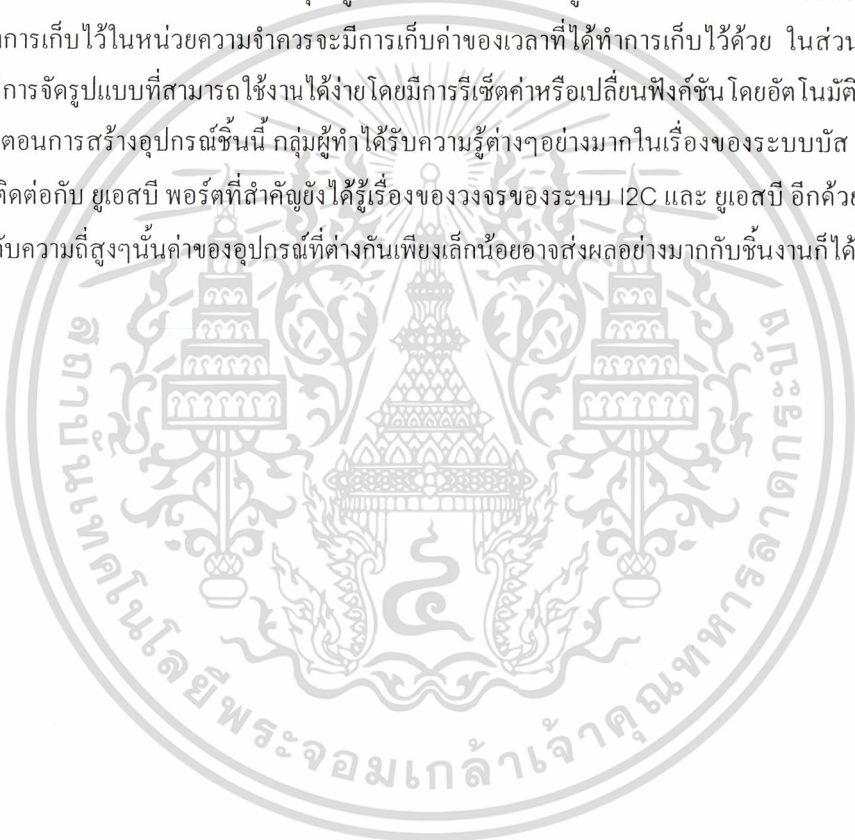 การเก็บไว้ในหน่วยความจำควรจะมีการเก็บค่าของเวลาที่ได้ทำการเก็บไว้ด้วย ในส่วน
การจัดรูปแบบที่สามารถใช้งานได้ง่ายโดยมีการรีเซ็ตค่าหรือเปลี่ยนฟังค์ชันโดยอัตโนมัติ
ตอนการสร้างอุปกรณ์ชิ้นนี้ กลุ่มผู้ทำได้รับความรู้ต่างๆอย่างมากในเรื่องของระบบบัส
ติดต่อกับ ยูเอสบี พอร์ตที่สำคัญยังได้รู้เรื่องของวงจรของระบบ I2C และ ยูเอสบี อีกด้วย
กับความถี่สูงๆนั้นค่าของอุปกรณ์ที่ต่างกันเพียงเล็กน้อยอาจส่งผลอย่างมากกับชิ้นงานก็ได้
สถาบันเทคโนโลยีพระจอมเกล้าเจ้าคุณทหารลาดกระบัง